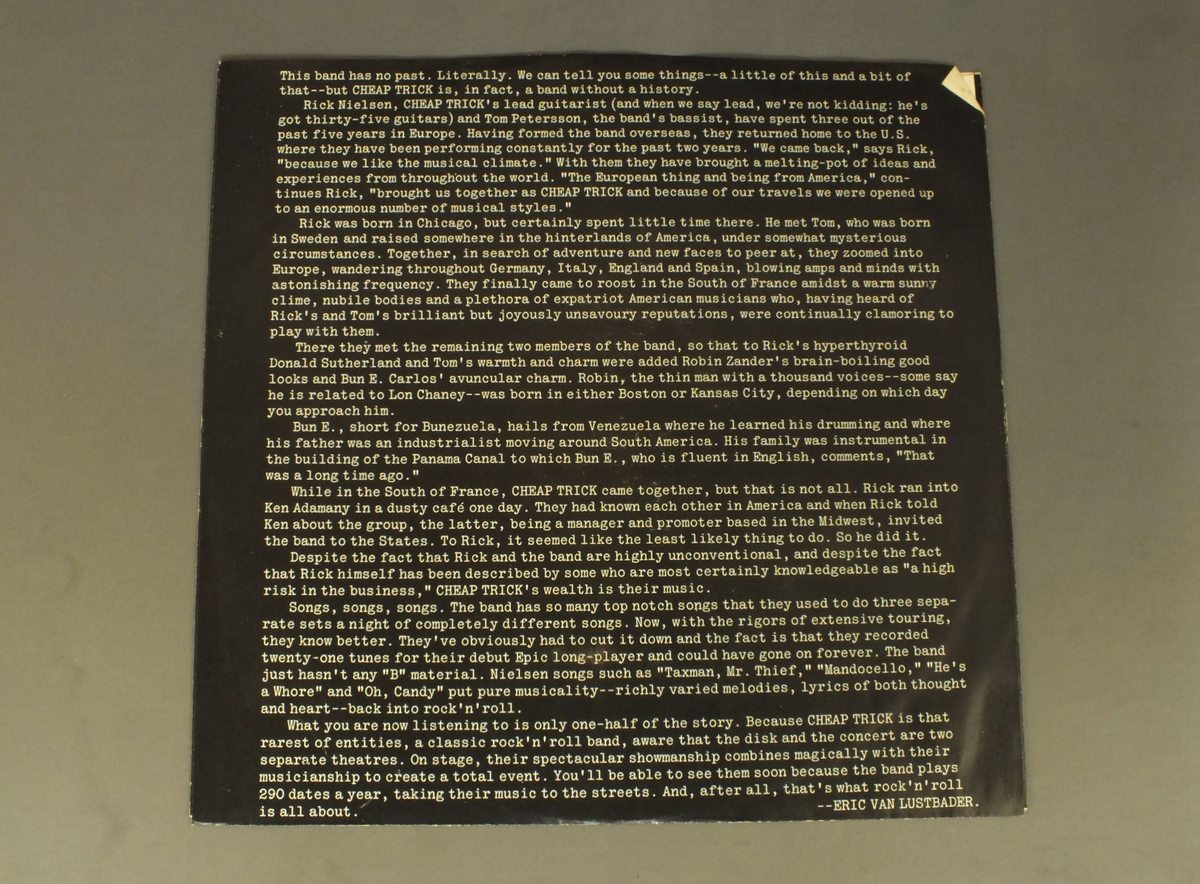 This band has no past. Literally. We can tell you some things--a little of this and a bit of
that--but CHEAP TRICK is, in fact, a band without a history.
Rick Nielsen, CHEAP TRICK's lead guitarist (and when we say lead, we're not kidding: he's
got thirty-five guitars) and Tom Petersson, the band's bassist, have spent three out of the
past five years in Europe. Having formed the band overseas, they returned home to the U.S.
where they have been performing constantly for the past two years. "We came back," says Rick,
"because we like the musical climate." With them they have brought a melting-pot of ideas and
experiences from throughout the world. "The European thing and being from America," con-
tinues Rick, "brought us together as CHEAP TRICK and because of our travels we were opened up
to an enormous number of musical styles."
Rick was born in Chicago, but certainly spent little time there. He met Tom, who was born
in Sweden and raised somewhere in the hinterlands of America, under somewhat mysterious
circumstances. Together, in search of adventure and new faces to peer at, they zoomed into
Europe, wandering throughout Germany, Italy, England and Spain, blowing amps and minds with
astonishing frequency. They finally came to roost in the South of France amidst a warm sunny
clime, nubile bodies and a plethora of expatriot American musicians who, having heard of
Rick's and Tom's brilliant but joyously unsavoury reputations, were continually clamoring to
play with them.
There they met the remaining two members of the band, so that to Rick's hyperthyroid
Donald Sutherland and Tom's warmth and charm were added Robin Zander's brain-boiling good
looks and Bun E. Carlos' avuncular charm. Robin, the thin man with a thousand voices--some say
he is related to Lon Chaney--was born in either Boston or Kansas City, depending on which day
you approach him.
Bun E., short for Bunezuela, hails from Venezuela where he learned his drumming and where
his father was an industrialist moving around South America. His family was instrumental in
the building of the Panama Canal to which Bun E., who is fluent in English, comments, "That
was a long time ago."
While in the South of France, CHEAP TRICK came together, but that is not all. Rick ran into
Ken Adamany in a dusty café one day. They had known each other in America and when Rick told
Ken about the group, the latter, being a manager and promoter based in the Midwest, invited
the band to the States. To Rick, it seemed like the least likely thing to do. So he did it.
Despite the fact that Rick and the band are highly unconventional, and despite the fact
that Rick himself has been described by some who are most certainly knowledgeable as "a high
risk in the business," CHEAP TRICK's wealth is their music.
Songs, songs, songs. The band has so many top notch songs that they used to do three sepa-
rate sets a night of completely different songs. Now, with the rigors of extensive touring,
they know better. They've obviously had to cut it down and the fact is that they recorded
twenty-one tunes for their debut Epic long-player and could have gone on forever. The band
just hasn't any "B" material. Nielsen songs such as "Taxman, Mr. Thief," "Mandocello," "He's
a Whore" and "Oh, Candy" put pure musicality--richly varied melodies, lyrics of both thought
and heart--back into rock'n'roll.
What you are now listening to is only one-half of the story. Because CHEAP TRICK is that
rarest of entities, a classic rock'n'roll band, aware that the disk and the concert are two
separate theatres. On stage, their spectacular showmanship combines magically with their
musicianship to create a total event. You'll be able to see them soon because the band plays
290 dates a year, taking their music to the streets. And, after all, that's what rock'n'roll
is all about.
--ERIC VAN LUSTBADER.